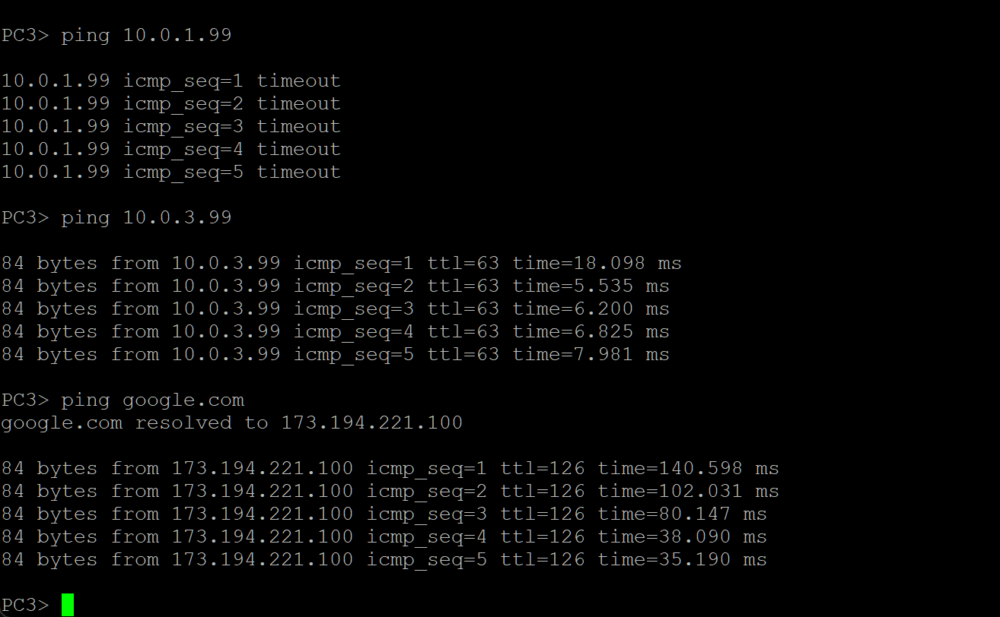 PC3> ping 10.0.1.99
10.0.1.99 icmp_seq=1 timeout
10.0.1.99 icmp_seq=2 timeout
10.0.1.99 icmp_seq=3 timeout
10.0.1.99 icmp_seq=4 timeout
10.0.1.99 icmp_seq=5 timeout
PC3> ping 10.0.3.99
84 bytes from 10.0.3.99 icmp_seq=1 ttl=63 time=18.098 ms
84 bytes from 10.0.3.99 icmp_seq=2 ttl=63 time=5.535 ms
84 bytes from 10.0.3.99 icmp_seq=3 ttl=63 time=6.200 ms
84 bytes from 10.0.3.99 icmp_seq=4 ttl=63 time=6.825 ms
84 bytes from 10.0.3.99 icmp_seq=5 ttl=63 time=7.981 ms
PC3> ping google.com
google.com resolved to 173.194.221.100
84 bytes from 173.194.221.100 icmp_seq=1 ttl=126 time=140.598 ms
84 bytes from 173.194.221.100 icmp_seq=2 ttl=126 time=102.031 ms
84 bytes from 173.194.221.100 icmp_seq=3 ttl=126 time=80.147 ms
84 bytes from 173.194.221.100 icmp_seq=4 ttl=126 time=38.090 ms
84 bytes from 173.194.221.100 icmp_seq=5 ttl=126 time=35.190 ms
PC3>